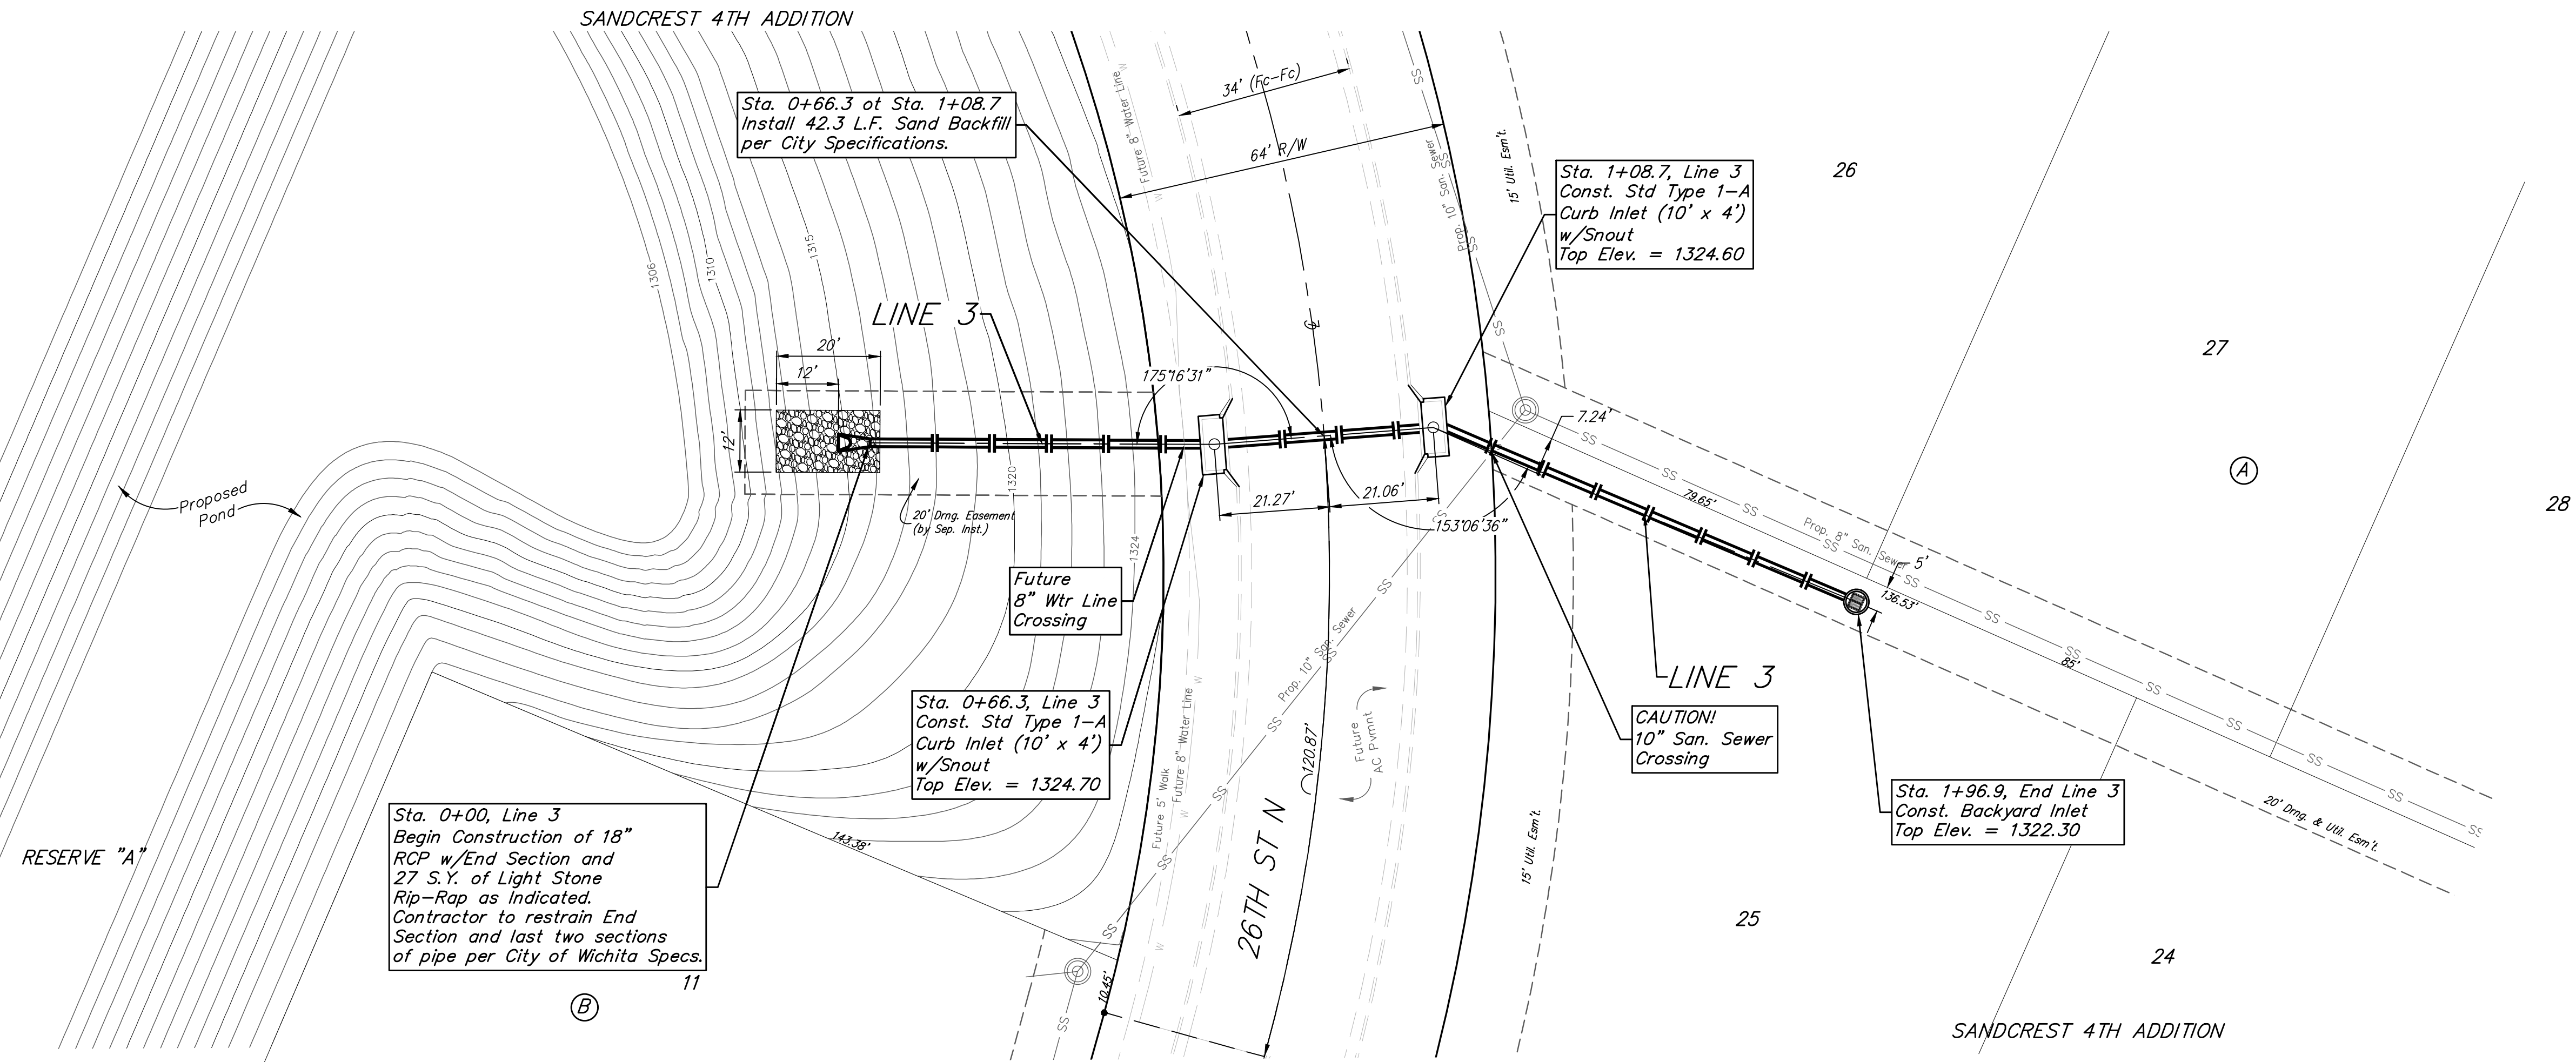 SANDCREST 4TH ADDITION
Sta. 0+66.3 ot Sta. 1+08.7
Install 42.3 L.F. Sand Backfill
per City Specifications.
34' (Fc-Fc)
64' R/W
W Future 8" Water Line W
Prop. 10" San. Sewer
SS
15' Util. Esm't.
Sta. 1+08.7, Line 3
Const. Std Type 1-A
Curb Inlet (10' x 4')
w/Snout
Top Elev. = 1324.60
26
27
28
A
1306
1310
1315
1320
1324
LINE 3
20'
12'
12'
175°16'31"
20' Drng. Easement
(by Sep. Inst.)
Proposed
Pond
21.27'
21.06'
153°06'36"
7.24'
79.65'
Prop. 8" San. Sewer
5'
136.53'
85'
Future
8" Wtr Line
Crossing
Prop. 10" San. Sewer
LINE 3
CAUTION!
10" San. Sewer
Crossing
Sta. 0+66.3, Line 3
Const. Std Type 1-A
Curb Inlet (10' x 4')
w/Snout
Top Elev. = 1324.70
Future 5' Walk
W Future 8" Water Line W
120.87'
Future
AC Pvmnt
26TH ST N
15' Util. Esm't.
Sta. 1+96.9, End Line 3
Const. Backyard Inlet
Top Elev. = 1322.30
20' Drng. & Util. Esm't.
Sta. 0+00, Line 3
Begin Construction of 18"
RCP w/End Section and
27 S.Y. of Light Stone
Rip-Rap as Indicated.
Contractor to restrain End
Section and last two sections
of pipe per City of Wichita Specs.
143.38'
RESERVE "A"
11
B
10.45'
25
24
SANDCREST 4TH ADDITION